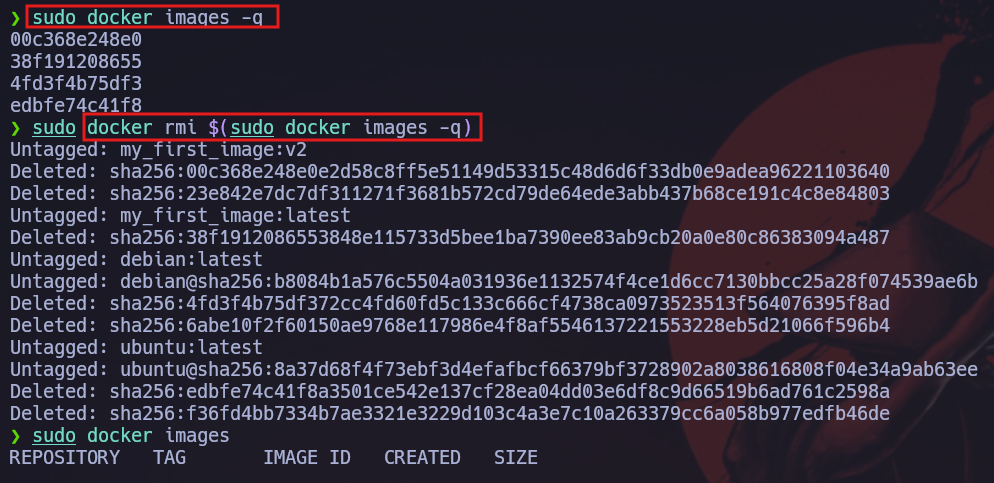 ❯ sudo docker images -q
00c368e248e0
38f191208655
4fd3f4b75df3
edbfe74c41f8
❯ sudo docker rmi $(sudo docker images -q)
Untagged: my_first_image:v2
Deleted: sha256:00c368e248e0e2d58c8ff5e51149d53315c48d6d6f33db0e9adea96221103640
Deleted: sha256:23e842e7dc7df311271f3681b572cd79de64ede3abb437b68ce191c4c8e84803
Untagged: my_first_image:latest
Deleted: sha256:38f1912086553848e115733d5bee1ba7390ee83ab9cb20a0e80c86383094a487
Untagged: debian:latest
Untagged: debian@sha256:b8084b1a576c5504a031936e1132574f4ce1d6cc7130bbcc25a28f074539ae6b
Deleted: sha256:4fd3f4b75df372cc4fd60fd5c133c666cf4738ca0973523513f564076395f8ad
Deleted: sha256:6abe10f2f60150ae9768e117986e4f8af5546137221553228eb5d21066f596b4
Untagged: ubuntu:latest
Untagged: ubuntu@sha256:8a37d68f4f73ebf3d4efafbcf66379bf3728902a8038616808f04e34a9ab63ee
Deleted: sha256:edbfe74c41f8a3501ce542e137cf28ea04dd03e6df8c9d66519b6ad761c2598a
Deleted: sha256:f36fd4bb7334b7ae3321e3229d103c4a3e7c10a263379cc6a058b977edfb46de
❯ sudo docker images
REPOSITORY   TAG       IMAGE ID   CREATED   SIZE